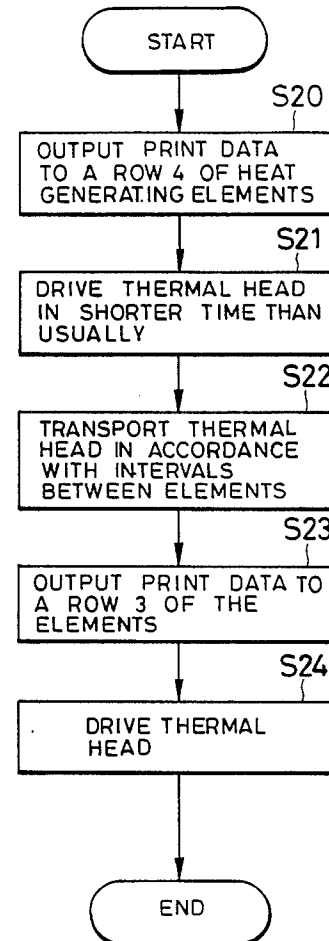 START
S20
OUTPUT PRINT DATA
TO A ROW 4 OF HEAT
GENERATING ELEMENTS
S21
DRIVE THERMAL HEAD
IN SHORTER TIME THAN
USUALLY
S22
TRANSPORT THERMAL
HEAD IN ACCORDANCE
WITH INTERVALS
BETWEEN ELEMENTS
S23
OUTPUT PRINT DATA TO
A ROW 3 OF THE
ELEMENTS
S24
DRIVE THERMAL
HEAD
END